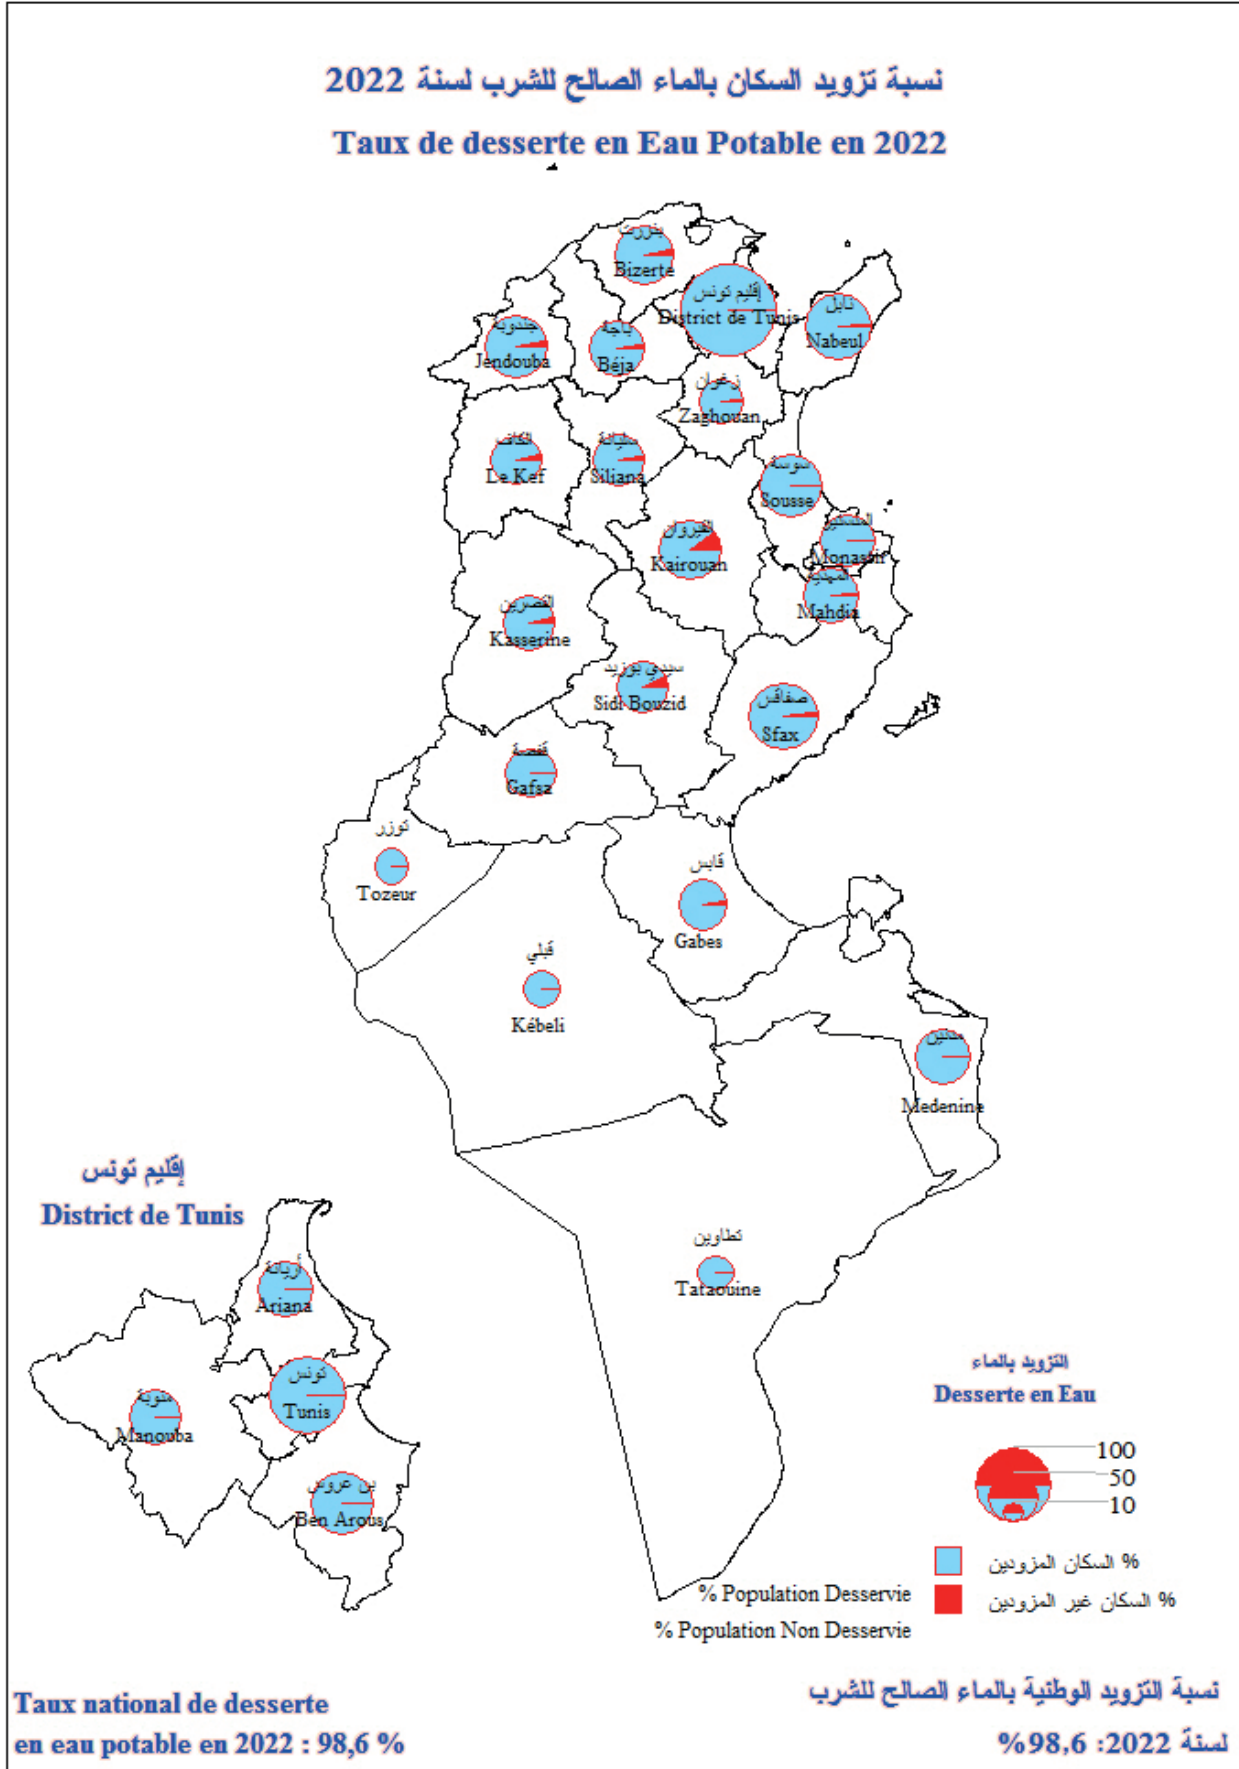 نسبة تزويد السكان بالماء الصالح للشرب لسنة 2022
Taux de desserte en Eau Potable en 2022
بنزرت
Bizerte
إقليم تونس
District de Tunis
نابل
Nabeul
جندوبة
Jendouba
باجة
Béja
زغوان
Zaghouan
الكاف
Le Kef
سليانة
Siliana
سوسة
Sousse
القيروان
Kairouan
المنستير
Monastir
المهدية
Mahdia
القصرين
Kasserine
سيدي بوزيد
Sidi Bouzid
صفاقس
Sfax
قفصة
Gafsa
توزر
Tozeur
قابس
Gabes
قبلي
Kébeli
مدنين
Medenine
تطاوين
Tataouine
إقليم تونس
District de Tunis
أريانة
Ariana
تونس
Tunis
منوبة
Manouba
بن عروس
Ben Arous
التزويد بالماء
Desserte en Eau
100
50
10
% السكان المزودين
% Population Desservie
% السكان غير المزودين
% Population Non Desservie
Taux national de desserte
en eau potable en 2022 : 98,6 %
نسبة التزويد الوطنية بالماء الصالح للشرب
لسنة 2022: 98,6%